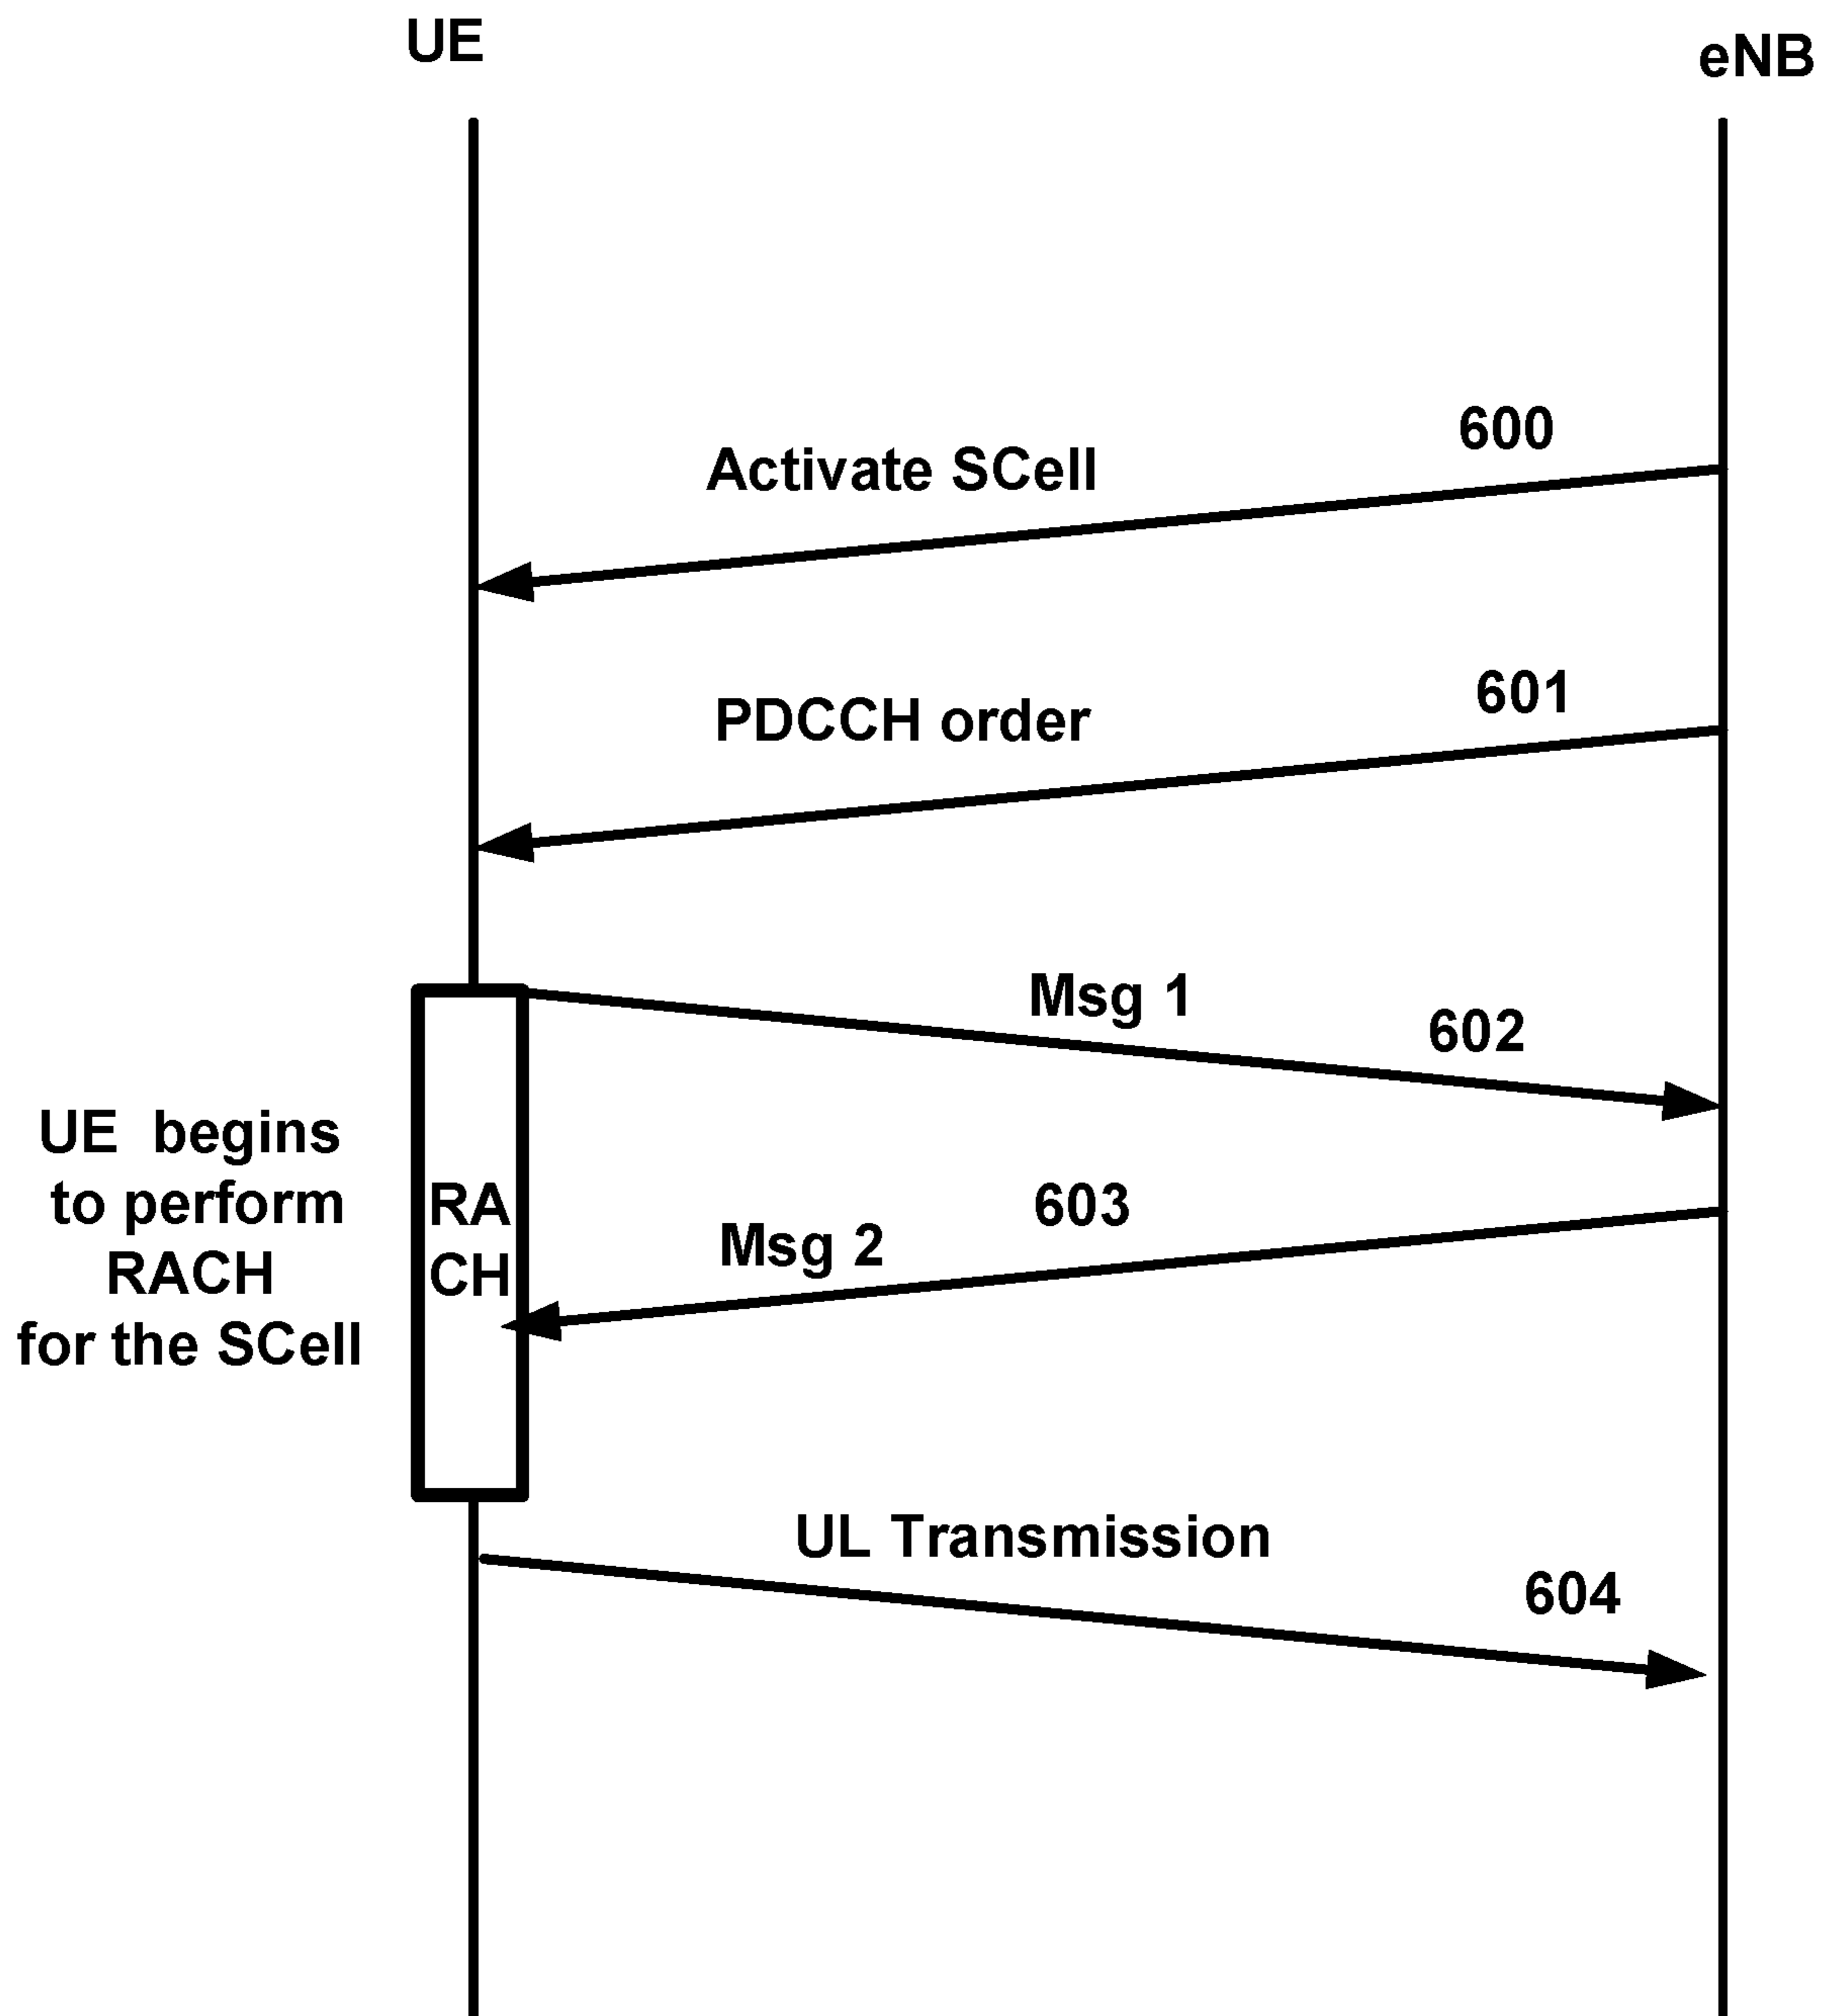 UE
eNB
600
Activate SCell
601
PDCCH order
Msg 1
602
UE begins
to perform
RACH
for the SCell
RA
CH
603
Msg 2
UL Transmission
604